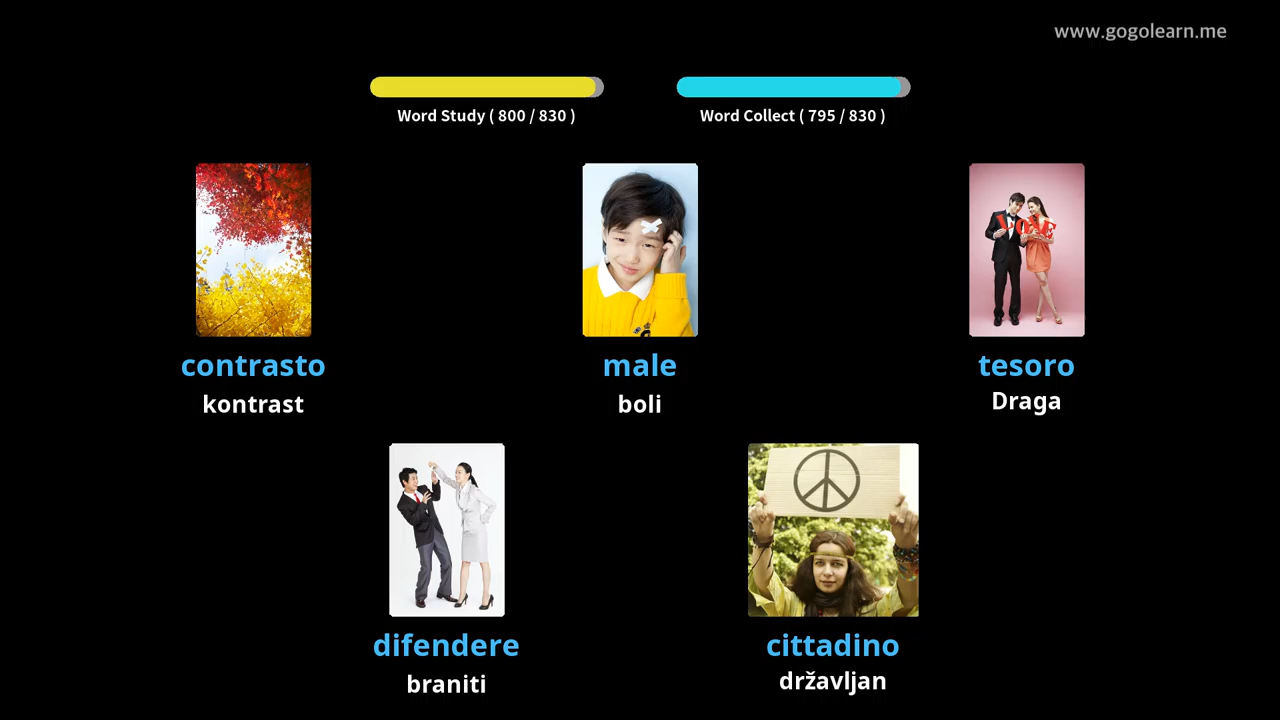 www.gogolearn.me
Word Study ( 800 / 830 )
Word Collect ( 795 / 830 )
LOVE
contrasto
kontrast
male
boli
tesoro
Draga
difendere
braniti
cittadino
državljan